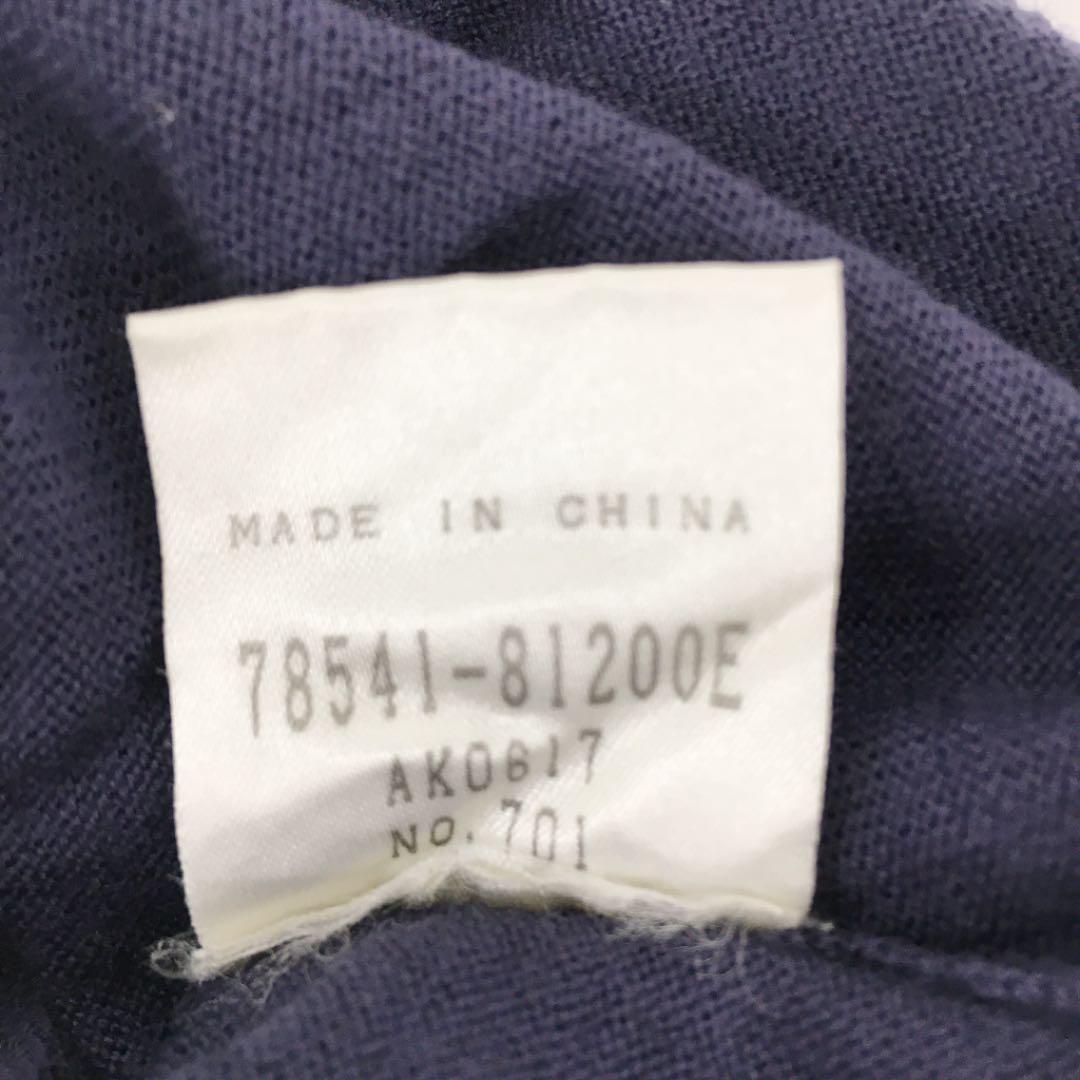 MADE IN CHINA
78541-81200E
AK0617
NO. 701